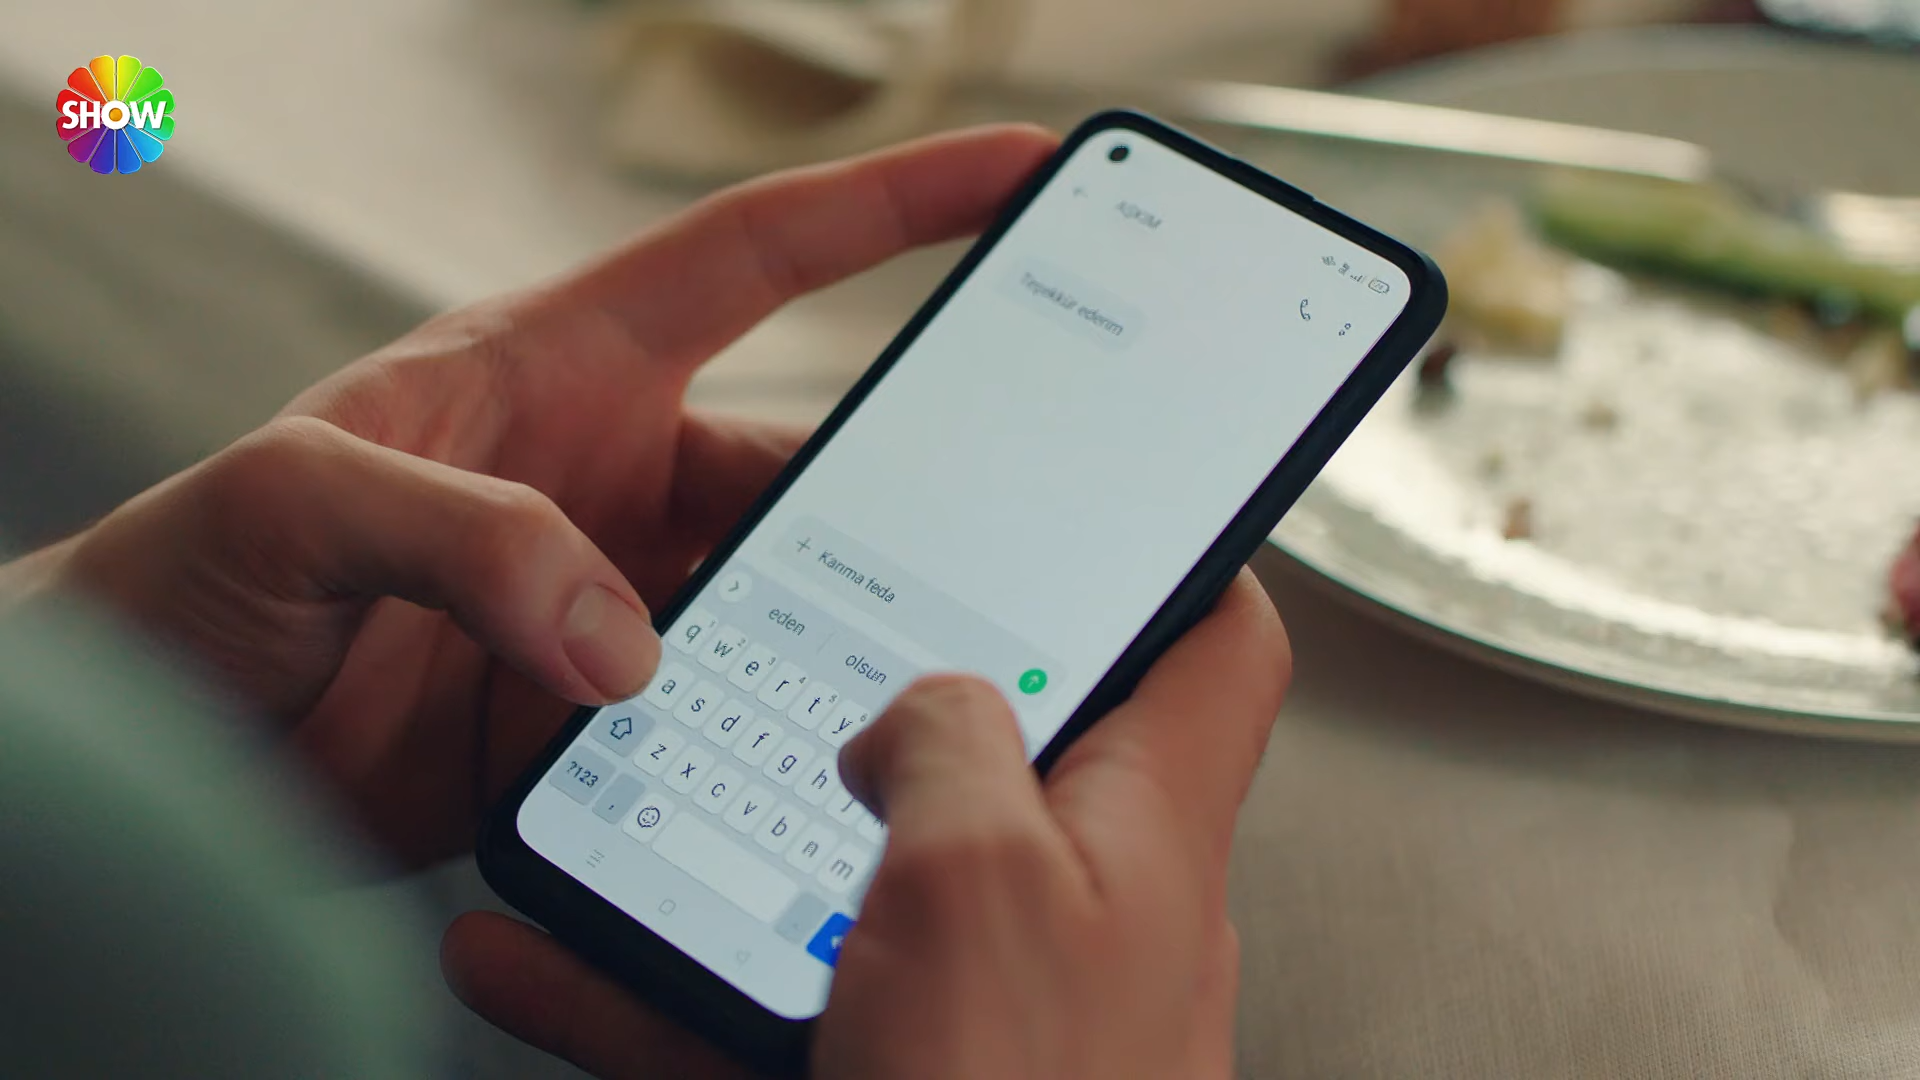 SHOW
AŞKIM
Teşekkür ederim
Karıma feda
eden
olsun
q w e r t y
a s d f g h j
z x c v b n m
?123 ,